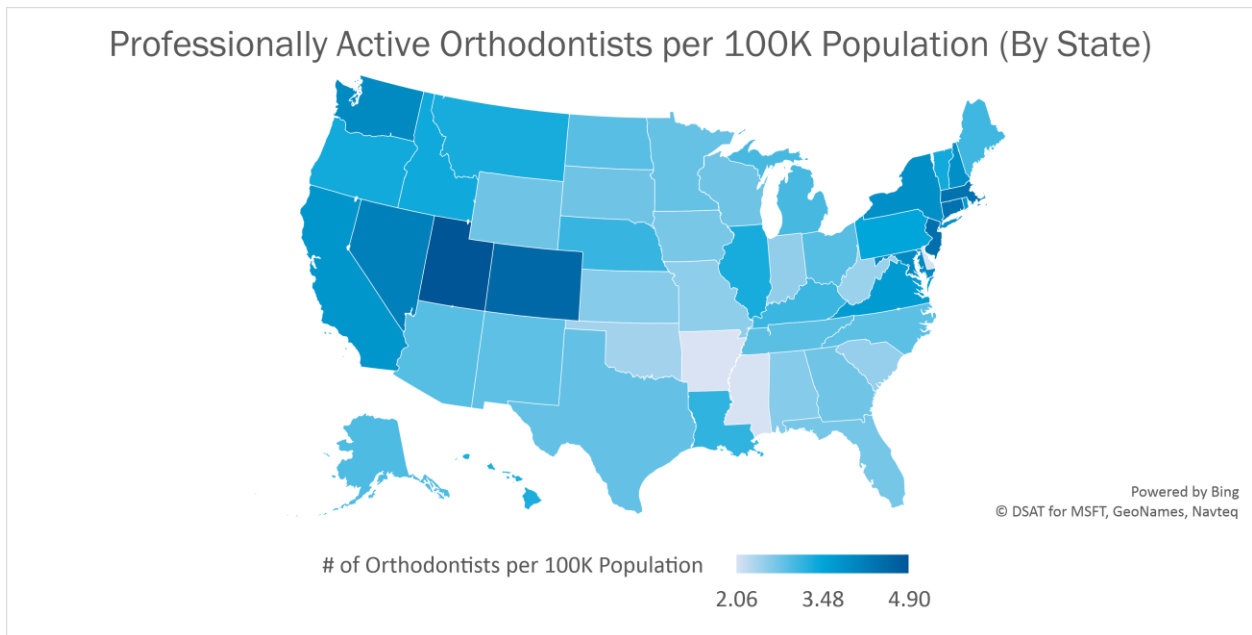 Professionally Active Orthodontists per 100K Population (By State)
Powered by Bing
© DSAT for MSFT, GeoNames, Navteq
# of Orthodontists per 100K Population
2.06 3.48 4.90